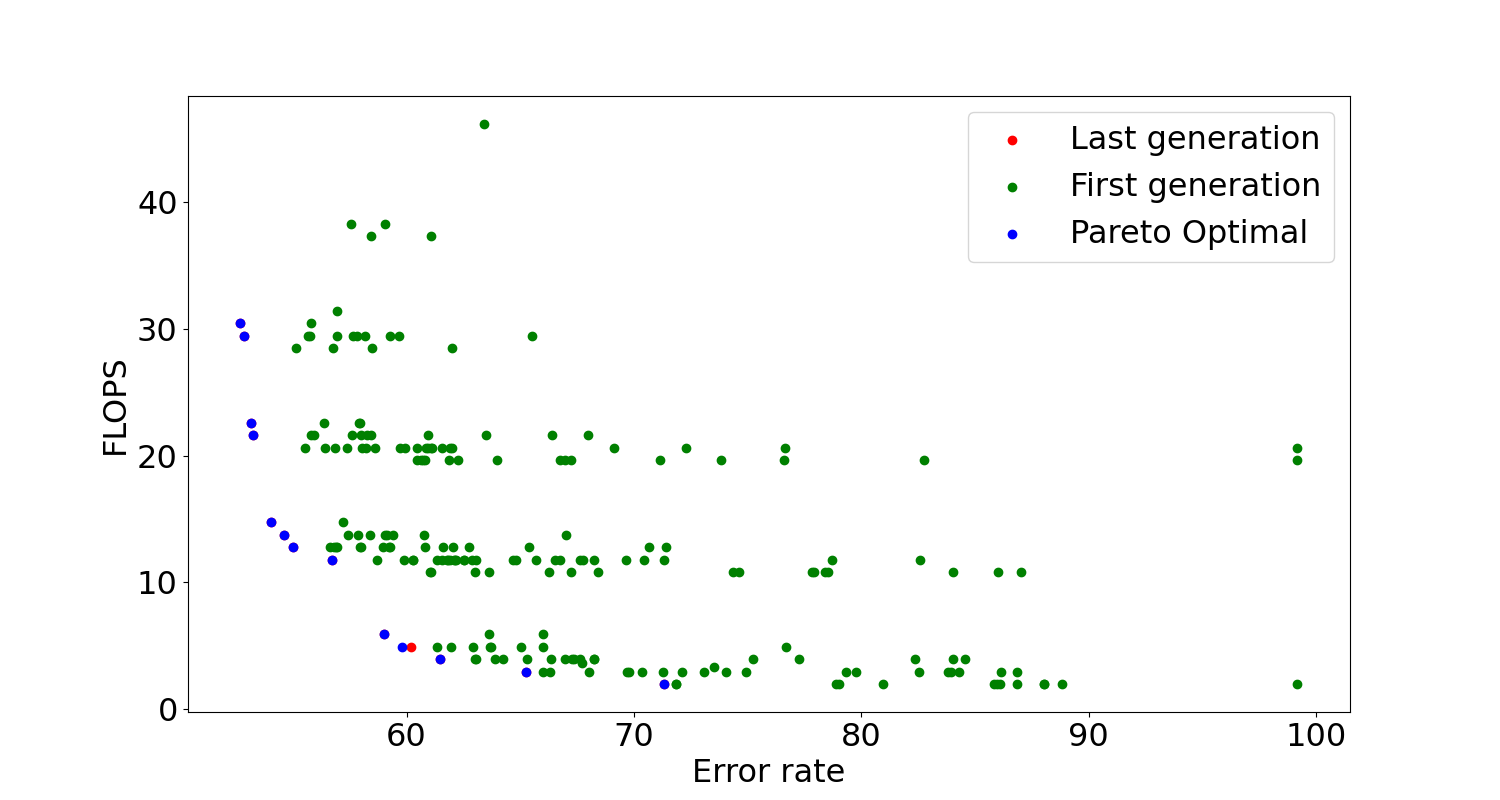 Last generation
First generation
Pareto Optimal
40
30
20
10
0
FLOPS
60 70 80 90 100
Error rate